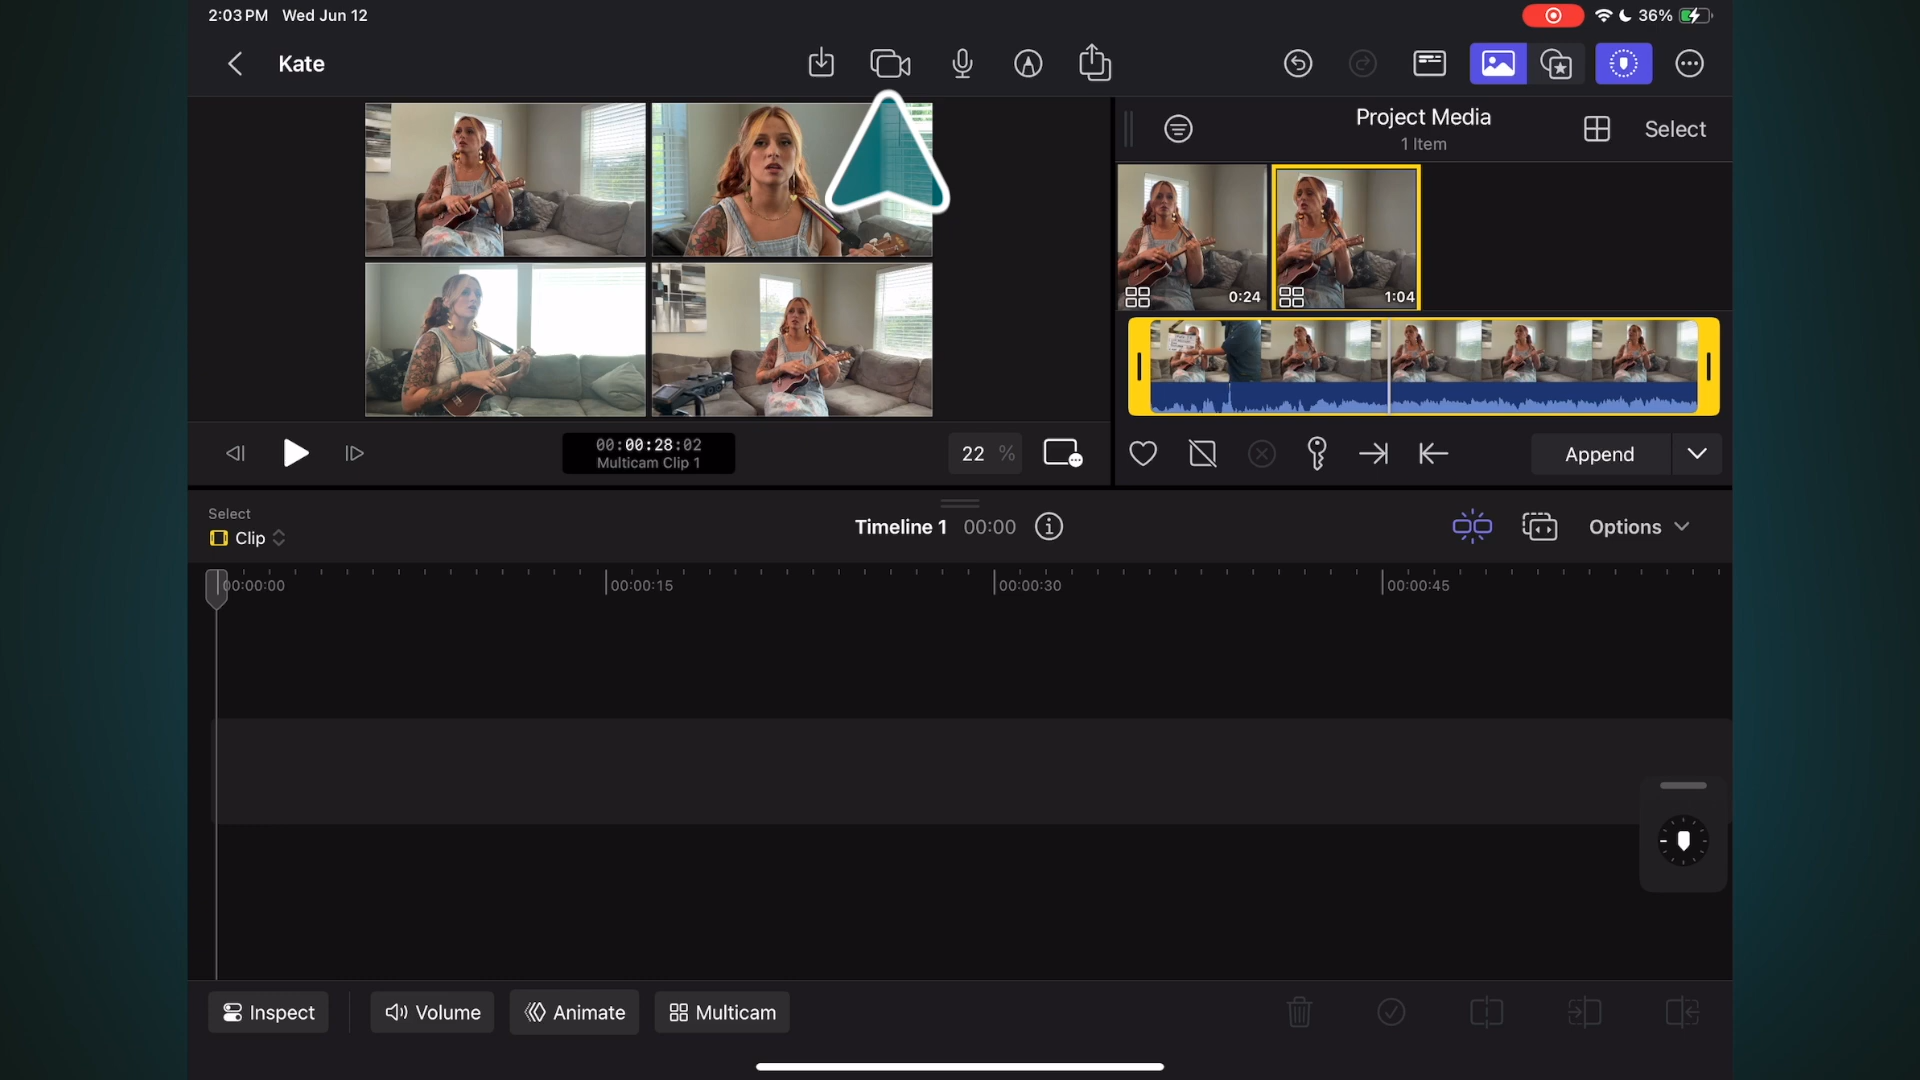 2:03 PM Wed Jun 12
36%
Kate
Project Media
1 Item
Select
0:24
1:04
00:00:28:02
Multicam Clip 1
22 %
Append
Select
Clip
Timeline 1 00:00
Options
00:00:00
00:00:15
00:00:30
00:00:45
Inspect
Volume
Animate
Multicam